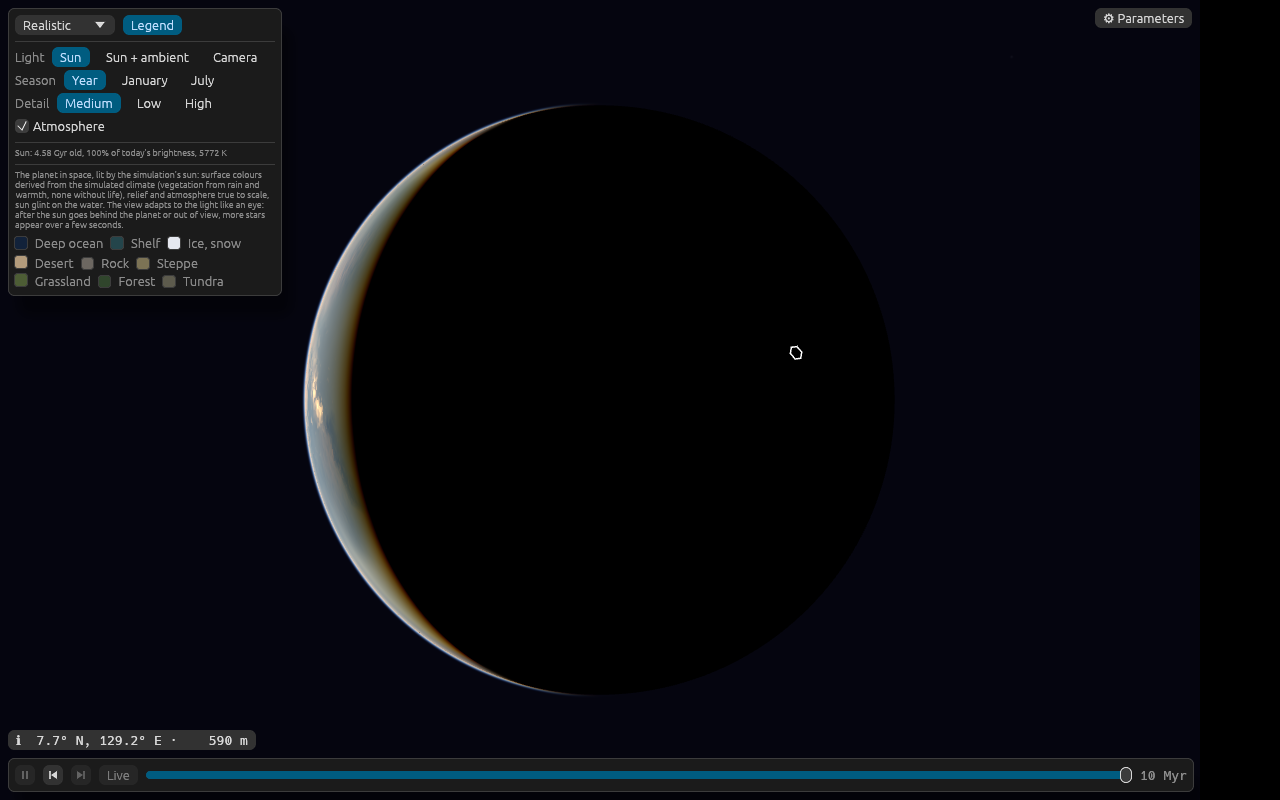 Realistic Legend
⚙ Parameters
Light Sun Sun + ambient Camera
Season Year January July
Detail Medium Low High
Atmosphere
Sun: 4.58 Gyr old, 100% of today's brightness, 5772 K
The planet in space, lit by the simulation's sun: surface colours
derived from the simulated climate (vegetation from rain and
warmth, none without life), relief and atmosphere true to scale,
sun glint on the water. The view adapts to the light like an eye:
after the sun goes behind the planet or out of view, more stars
appear over a few seconds.
Deep ocean Shelf Ice, snow
Desert Rock Steppe
Grassland Forest Tundra
ℹ 7.7° N, 129.2° E · 590 m
Live 10 Myr